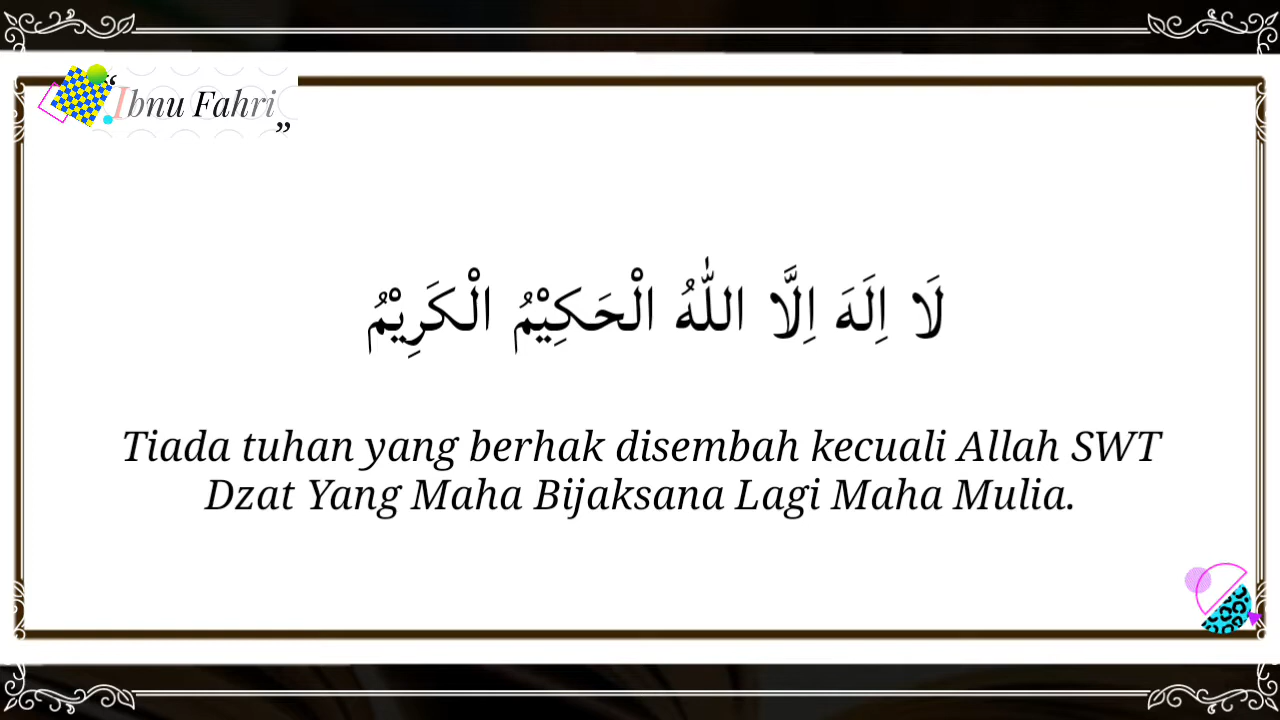 “Ibnu Fahri”
لَا اِلَهَ اِلَّا اللّٰهُ الْحَكِيْمُ الْكَرِيْمُ
Tiada tuhan yang berhak disembah kecuali Allah SWT
Dzat Yang Maha Bijaksana Lagi Maha Mulia.